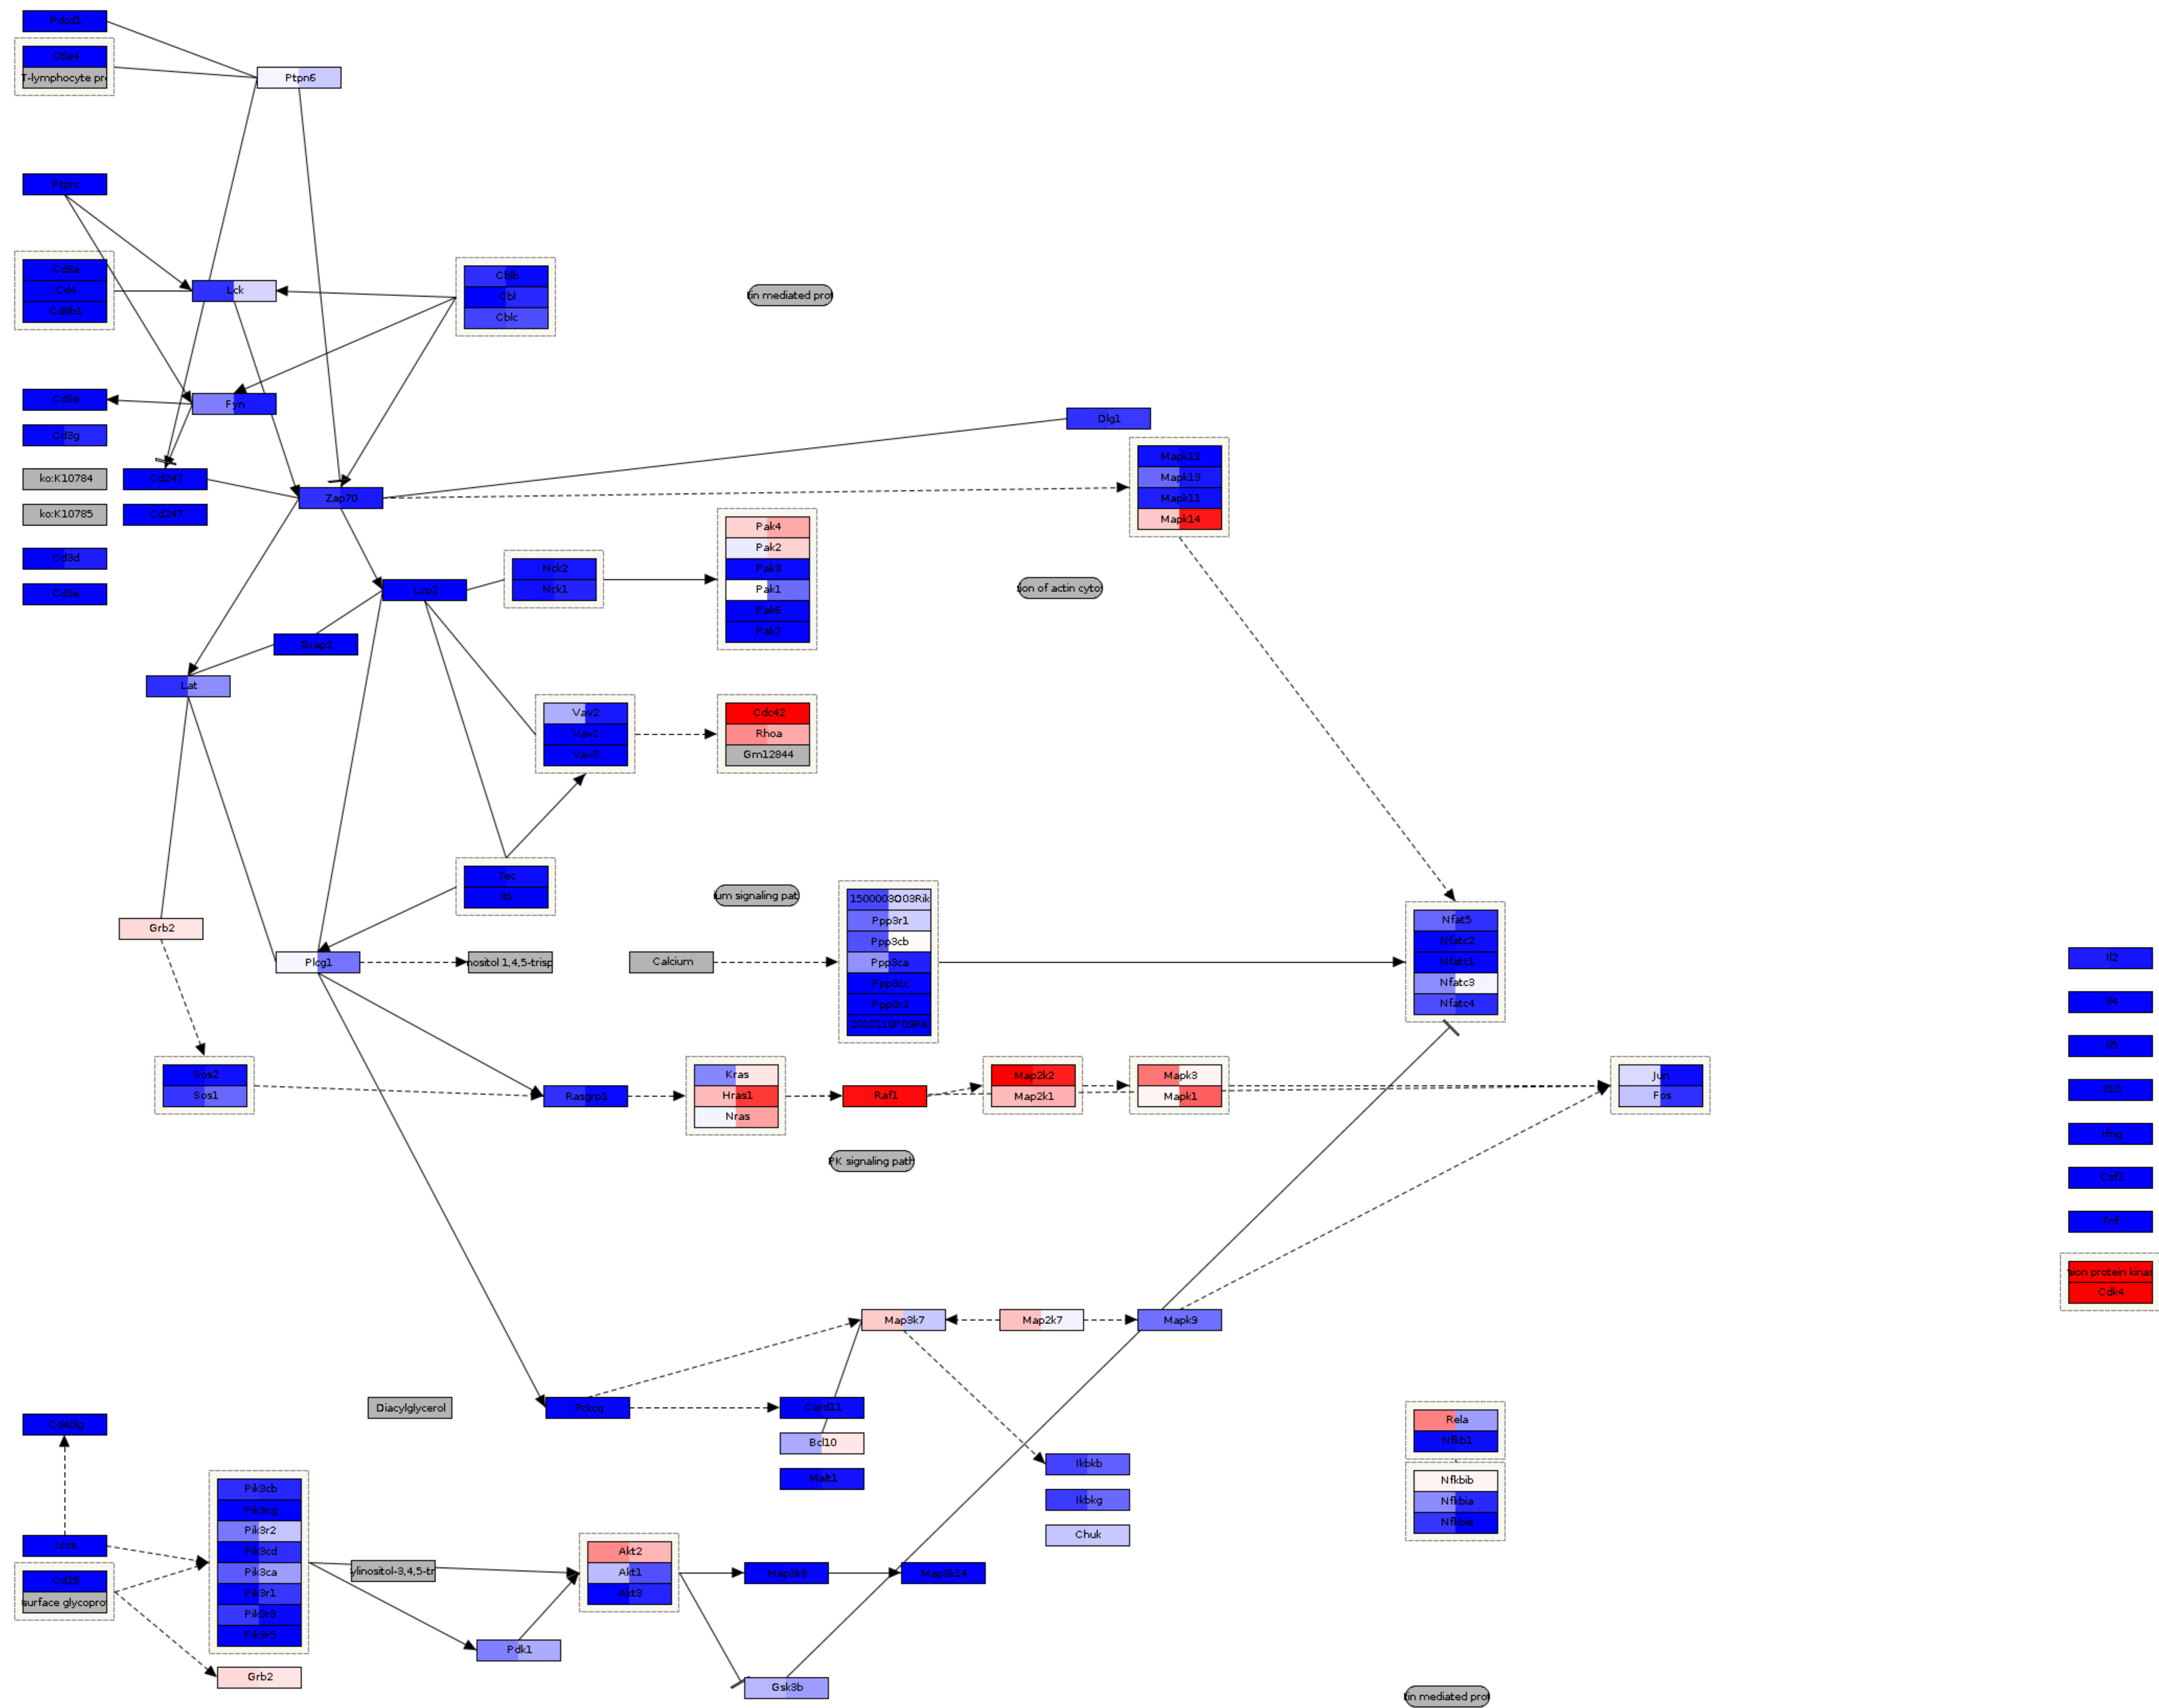 Pdcd1
Ctla4
T-lymphocyte pr
Ptpn6
Ptprc
Cd8a
Cd4
Cd8b1
Lck
Cblb
Cbl
Cblc
tin mediated prot
Cd3e
Fyn
Cd3g
Dlg1
ko:K10784
Cd247
Zap70
Mapk12
Mapk13
Mapk11
Mapk14
ko:K10785
Cd247
Cd3d
Cd3e
Pak4
Pak2
Pak3
Pak1
Pak6
Pak7
Nck2
Nck1
Lcp2
ion of actin cyto
Grap2
Lat
Vav2
Vav1
Vav3
Cdc42
Rhoa
Gm12844
Tec
Itk
ium signaling pat
1500003O03Rik
Ppp3r1
Ppp3cb
Ppp3ca
Ppp3cc
Ppp3r2
2010110P09Rik
Grb2
Plcg1
nositol 1,4,5-trisp
Calcium
Nfat5
Nfatc2
Nfatc1
Nfatc3
Nfatc4
Il2
Il4
Il5
Il10
Ifng
Csf2
Tnf
Sos2
Sos1
Rasgrp1
Kras
Hras1
Nras
Raf1
Map2k2
Map2k1
Mapk3
Mapk1
Jun
Fos
PK signaling path
sion protein kinas
Cdk4
Map3k7
Map2k7
Mapk9
Diacylglycerol
Prkcq
Card11
Bcl10
Malt1
Ikbkb
Ikbkg
Chuk
Rela
Nfkb1
Nfkbib
Nfkbia
Nfkbie
Cd40lg
Icos
Cd28
surface glycopro
Pik3cb
Pik3cg
Pik3r2
Pik3cd
Pik3ca
Pik3r1
Pik3r3
Pik3r5
Grb2
ylinositol-3,4,5-tr
Pdk1
Akt2
Akt1
Akt3
Map3k8
Map3k14
Gsk3b
tin mediated prot